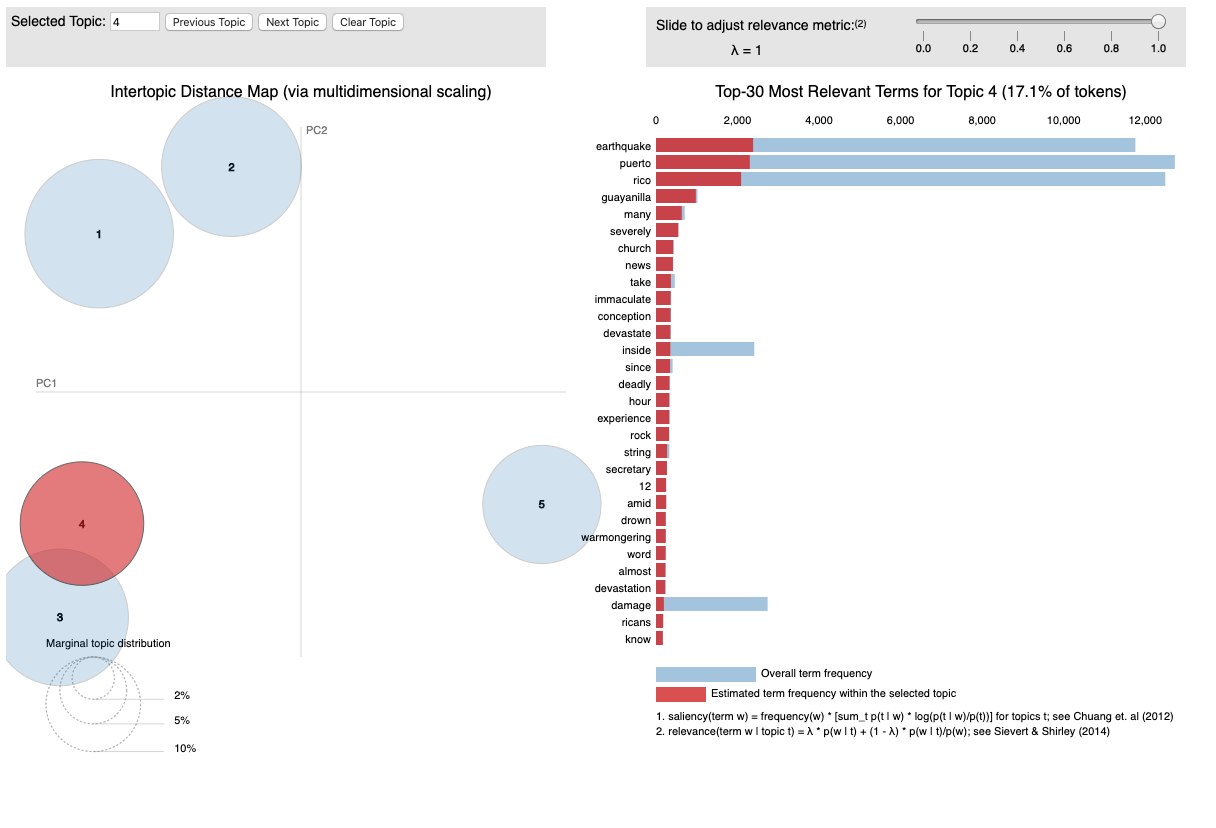 Selected Topic: 4 Previous Topic Next Topic Clear Topic
Slide to adjust relevance metric:(2)
λ = 1
0.0 0.2 0.4 0.6 0.8 1.0
Intertopic Distance Map (via multidimensional scaling)
PC2
PC1
1
2
4
3
5
Marginal topic distribution
2%
5%
10%
Top-30 Most Relevant Terms for Topic 4 (17.1% of tokens)
0 2,000 4,000 6,000 8,000 10,000 12,000
earthquake
puerto
rico
guayanilla
many
severely
church
news
take
immaculate
conception
devastate
inside
since
deadly
hour
experience
rock
string
secretary
12
amid
drown
warmongering
word
almost
devastation
damage
ricans
know
Overall term frequency
Estimated term frequency within the selected topic
1. saliency(term w) = frequency(w) * [sum_t p(t | w) * log(p(t | w)/p(t))] for topics t; see Chuang et. al (2012)
2. relevance(term w | topic t) = λ * p(w | t) + (1 - λ) * p(w | t)/p(w); see Sievert & Shirley (2014)